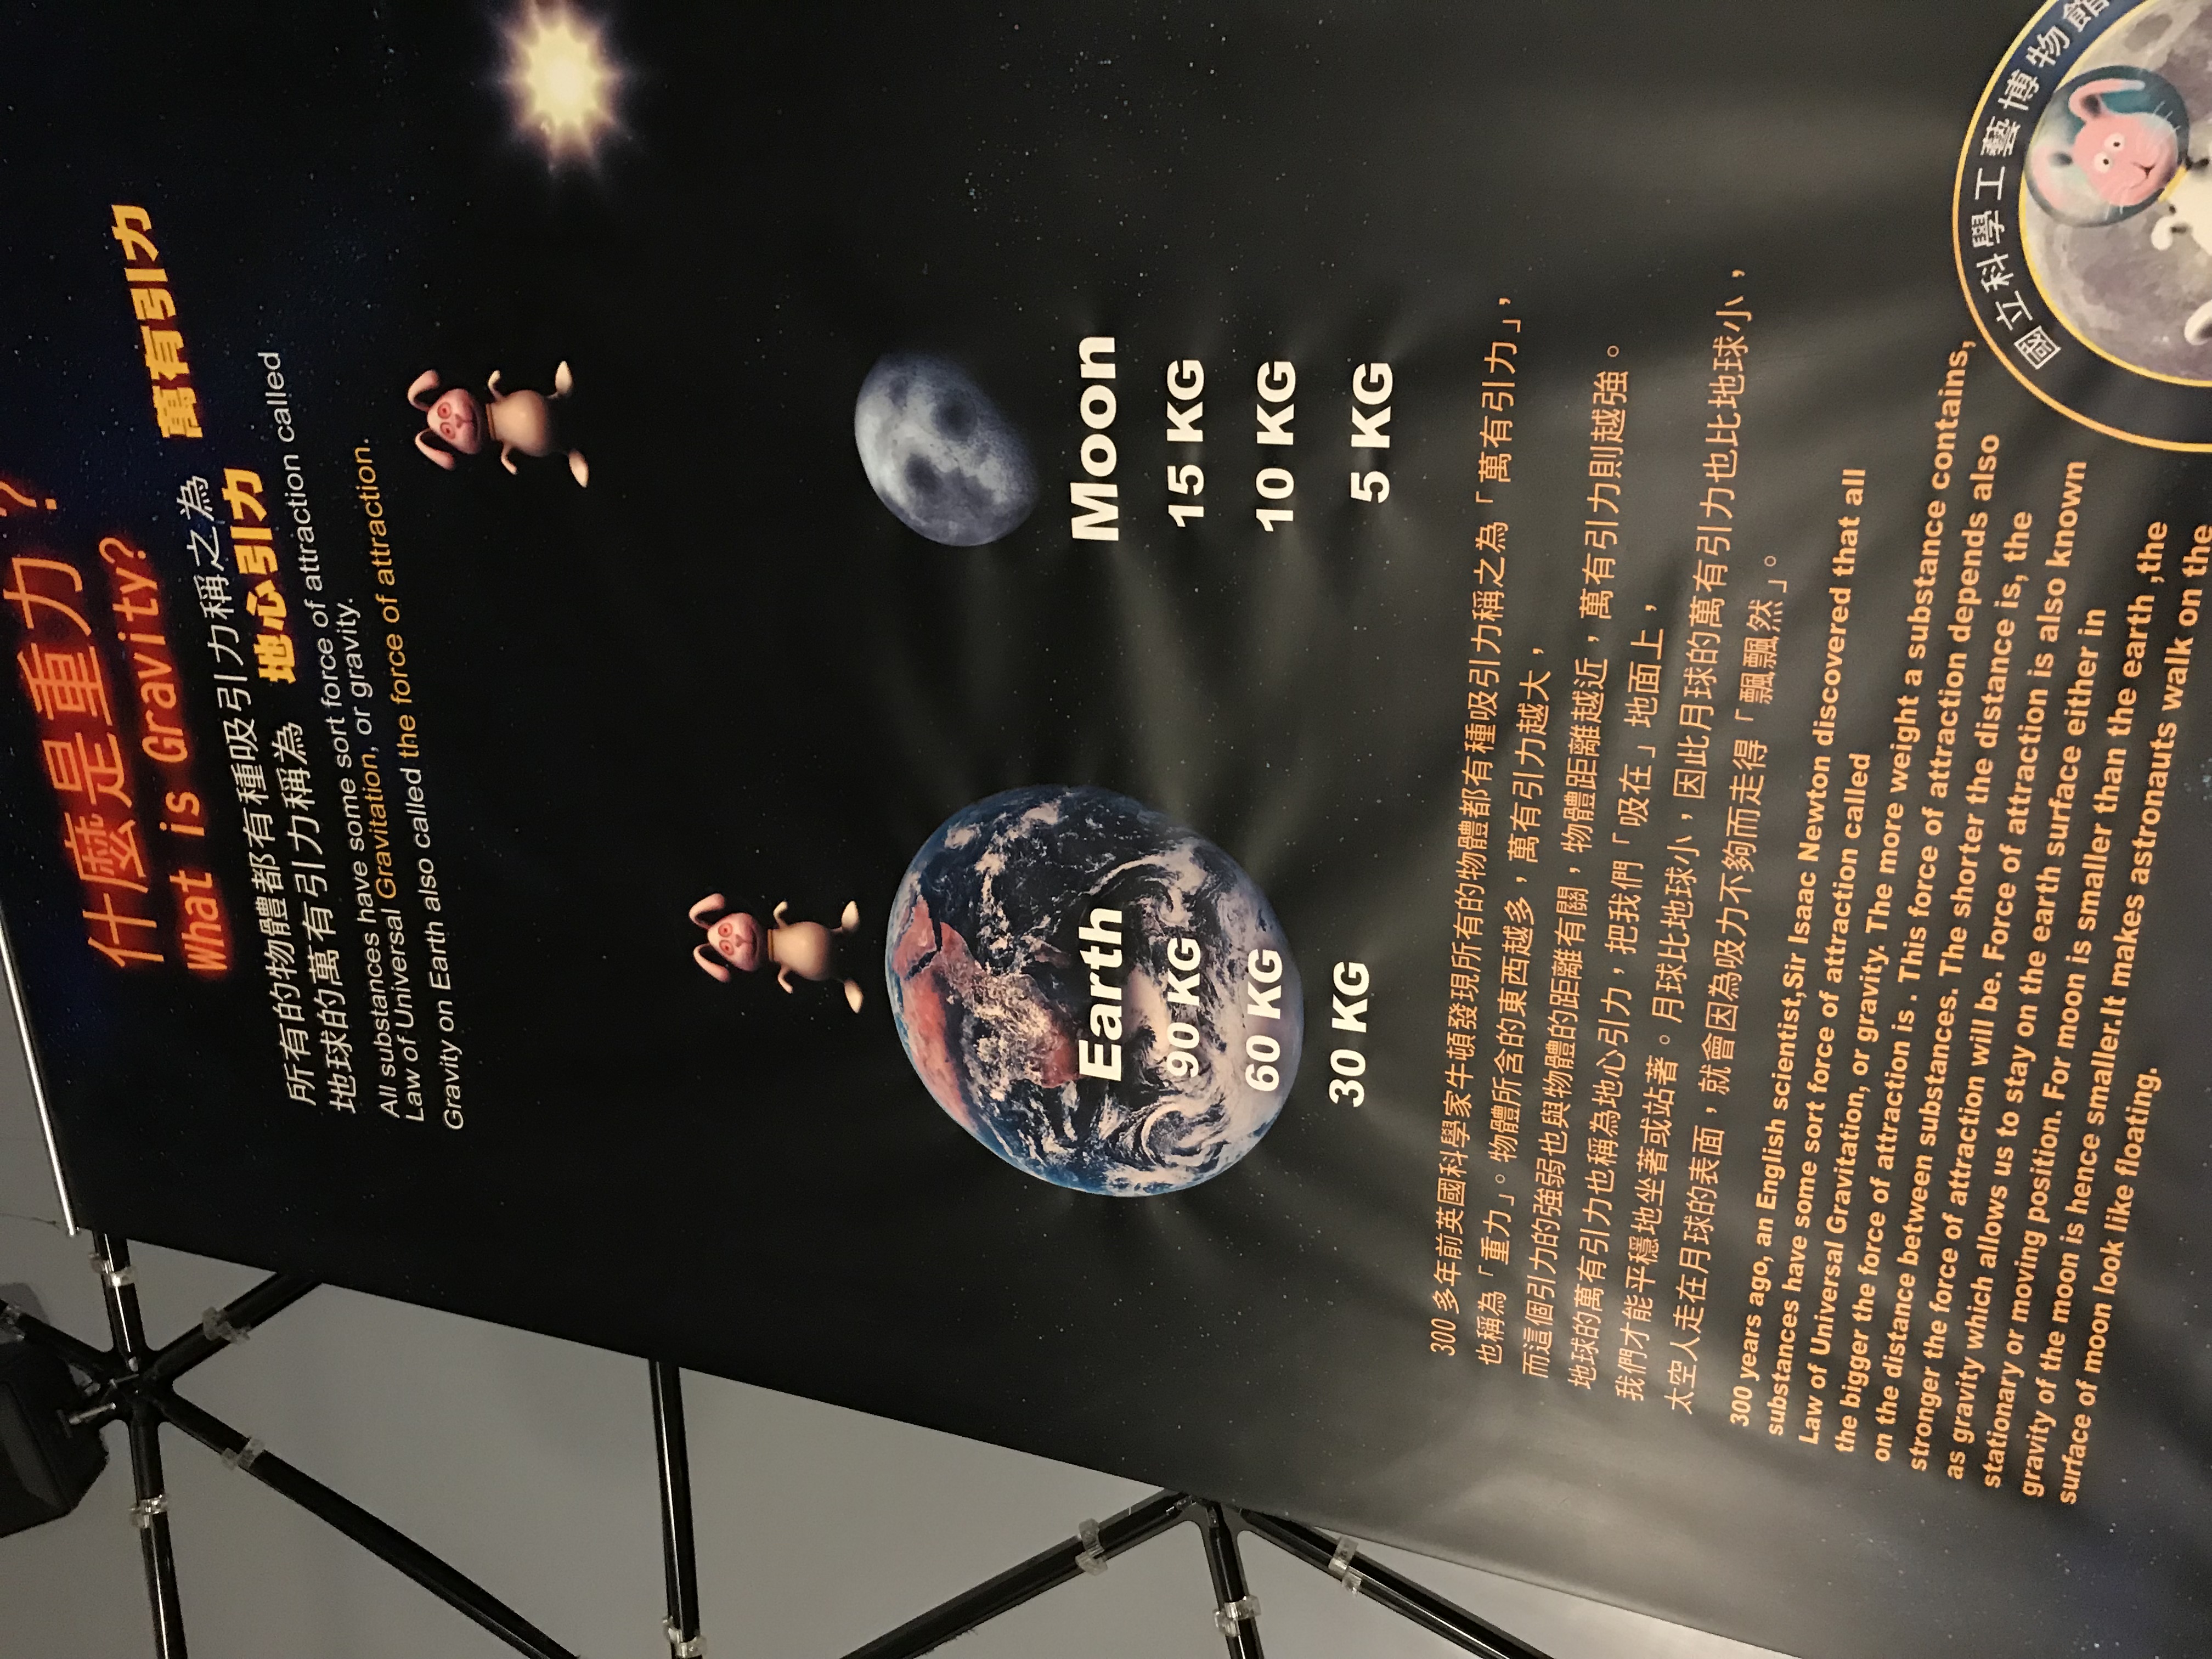 什麼是重力？
What is Gravity?
所有的物體都有種吸引力稱之為 萬有引力
地球的萬有引力稱為 地心引力
All substances have some sort force of attraction called
Law of Universal Gravitation, or gravity.
Gravity on Earth also called the force of attraction.
Earth
Moon
90 KG
15 KG
60 KG
10 KG
30 KG
5 KG
300 多年前英國科學家牛頓發現所有的物體都有種吸引力稱之為「萬有引力」，
也稱為「重力」。物體所含的東西越多，萬有引力越大，
而這個引力的強弱也與物體的距離有關，物體距離越近，萬有引力則越強。
地球的萬有引力也稱為地心引力，把我們「吸在」地面上，
我們才能平穩地坐著或站著。月球比地球小，因此月球的萬有引力也比地球小，
太空人走在月球的表面，就會因為吸力不夠而走得「飄飄然」。
300 years ago, an English scientist,Sir Isaac Newton discovered that all
substances have some sort force of attraction called
Law of Universal Gravitation, or gravity. The more weight a substance contains,
the bigger the force of attraction is . This force of attraction depends also
on the distance between substances. The shorter the distance is, the
stronger the force of attraction will be. Force of attraction is also known
as gravity which allows us to stay on the earth surface either in
stationary or moving position. For moon is smaller than the earth ,the
gravity of the moon is hence smaller.It makes astronauts walk on the
surface of moon look like floating.
國立科學工藝博物館